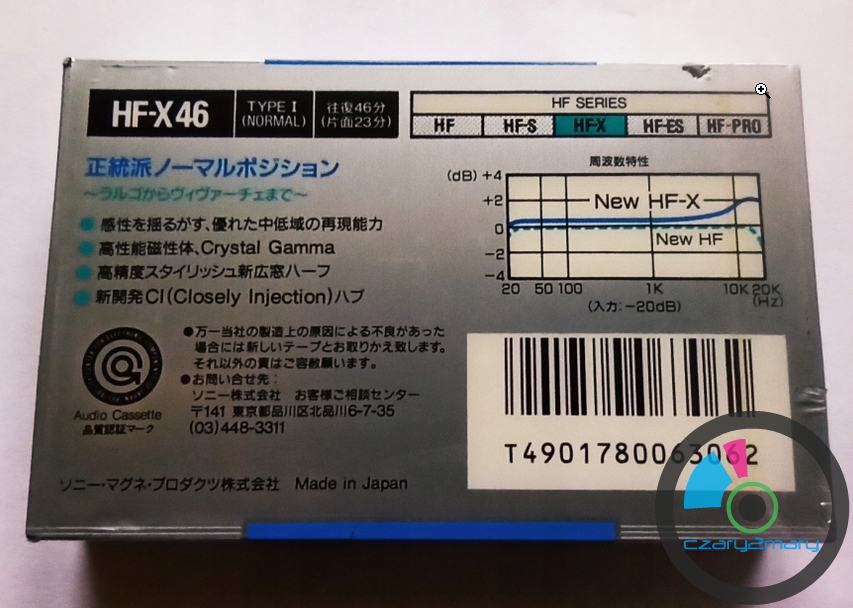 HF-X46
TYPE I
(NORMAL)
往復46分
(片面23分)
HF SERIES
HF HF-S HF-X HF-ES HF-PRO
正統派ノーマルポジション
〜ラルゴからヴィヴァーチェまで〜
● 感性を揺るがす、優れた中低域の再現能力
● 高性能磁性体、Crystal Gamma
● 高精度スタイリッシュ新広窓ハーフ
● 新開発CI(Closely Injection)ハブ
周波数特性
(dB) +4
+2
0
−2
−4
New HF-X
New HF
20 50 100 1K 10K 20K
(Hz)
(入力:−20dB)
Audio Cassette
品質認証マーク
●万一当社の製造上の原因による不良があった
場合には新しいテープとお取りかえ致します。
それ以外の責はご容赦願います。
●お問い合せ先:
ソニー株式会社 お客様ご相談センター
〒141 東京都品川区北品川6-7-35
(03)448-3311
ソニー・マグネ・プロダクツ株式会社 Made in Japan
T4901780063062
czary2mary